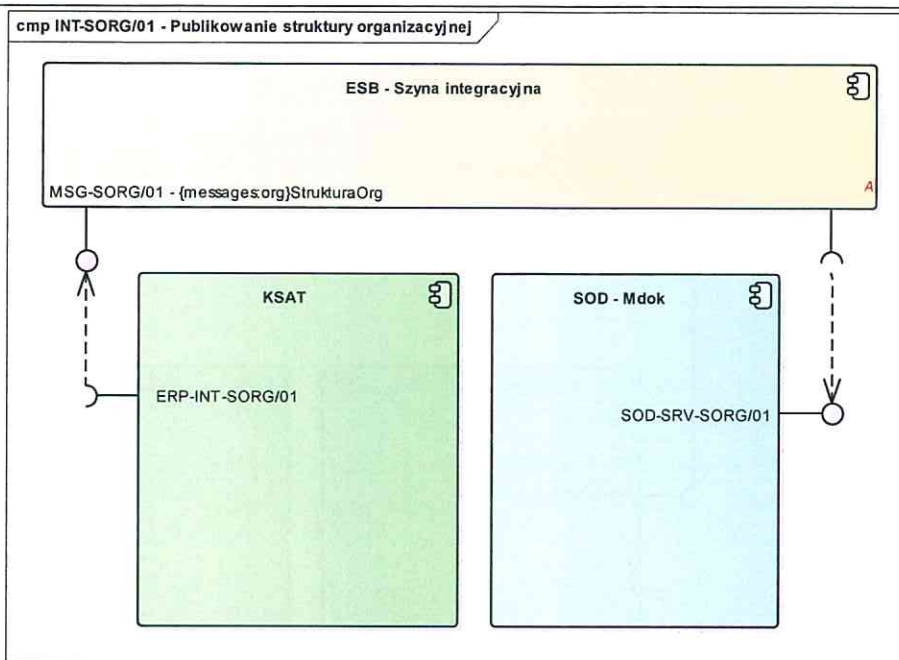 cmp INT-SORG/01 - Publikowanie struktury organizacyjnej
ESB - Szyna integracyjna
MSG-SORG/01 - {messages:org}StrukturaOrg
A
KSAT
SOD - Mdok
ERP-INT-SORG/01
SOD-SRV-SORG/01